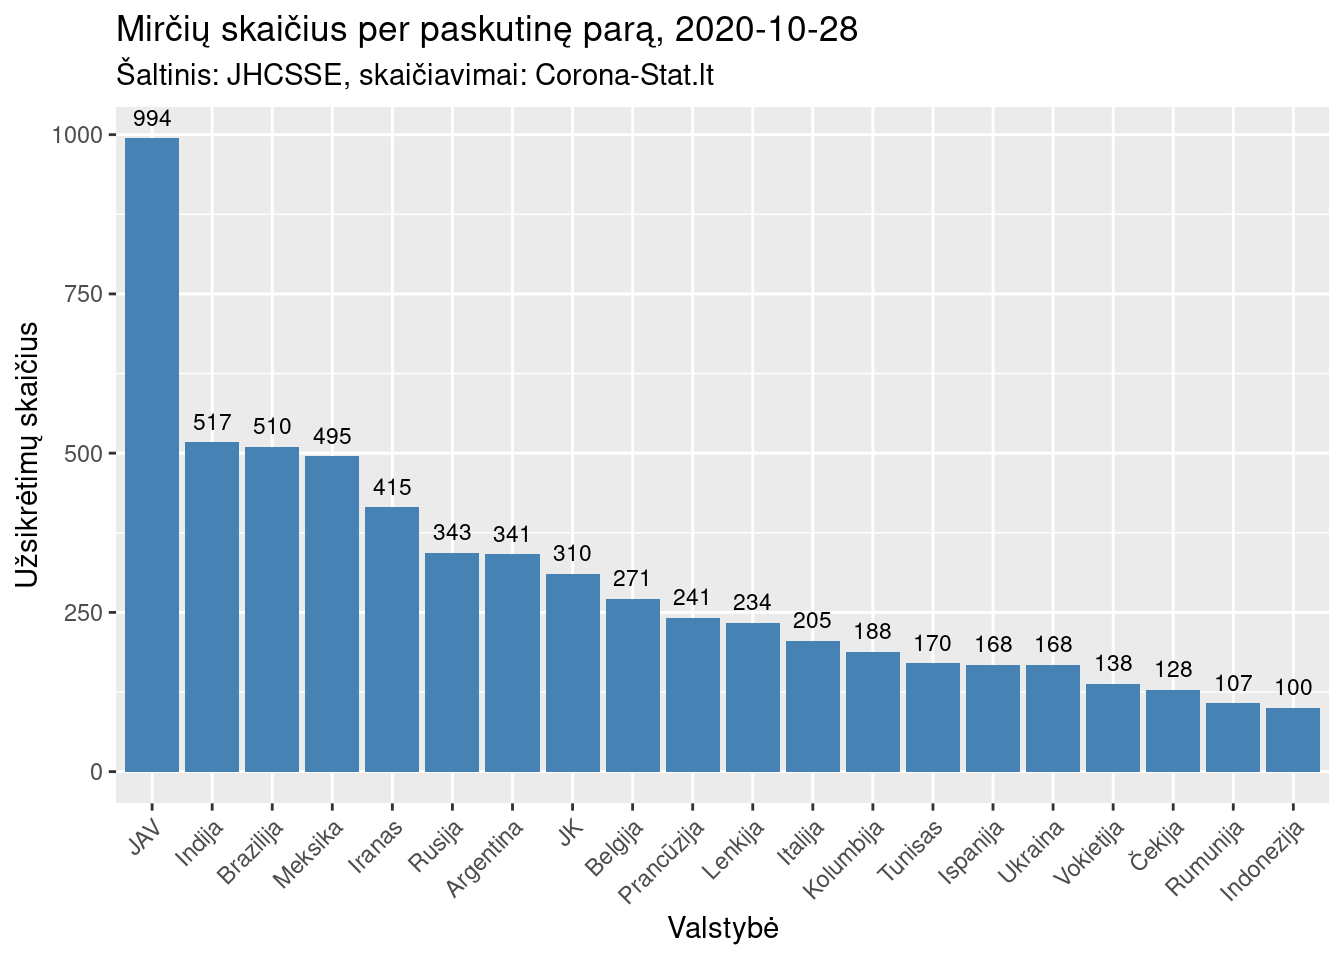 Mirčių skaičius per paskutinę parą, 2020-10-28
Šaltinis: JHCSSE, skaičiavimai: Corona-Stat.lt
Užsikrėtimų skaičius
1000
750
500
250
0
994
517
510
495
415
343
341
310
271
241
234
205
188
170
168
168
138
128
107
100
JAV
Indija
Brazilija
Meksika
Iranas
Rusija
Argentina
JK
Belgija
Prancūzija
Lenkija
Italija
Kolumbija
Tunisas
Ispanija
Ukraina
Vokietija
Čekija
Rumunija
Indonezija
Valstybė